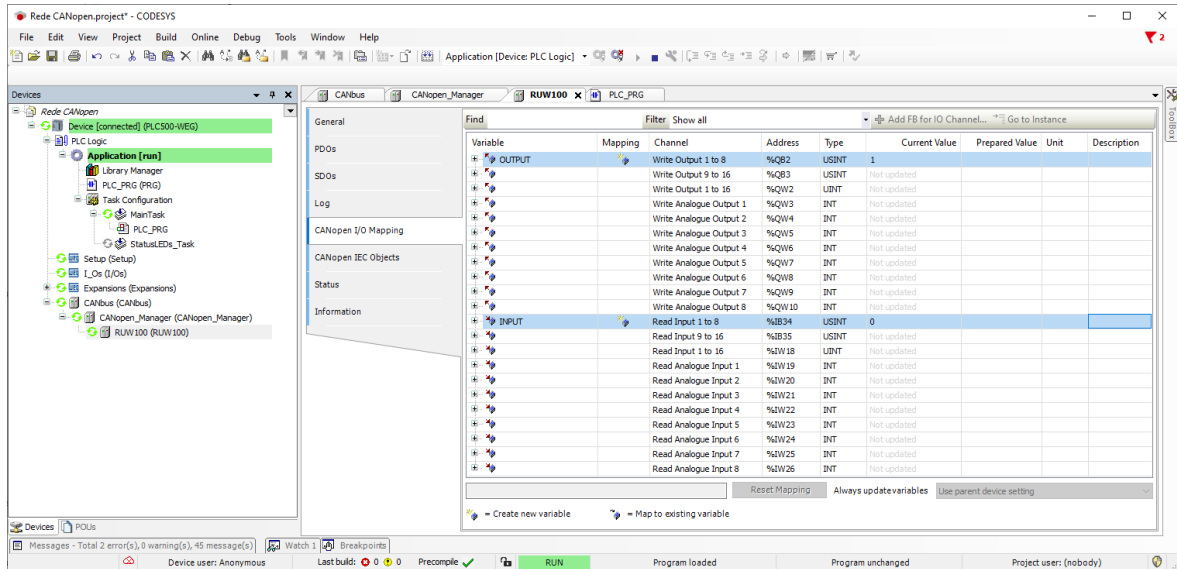 Rede CANopen.project* - CODESYS
File Edit View Project Build Online Debug Tools Window Help
2
Application [Device: PLC Logic]
Devices
CANbus CANopen_Manager RUW100 PLC_PRG
ToolBox
Rede CANopen
Device [connected] (PLC500-WEG)
PLC Logic
Application [run]
Library Manager
PLC_PRG (PRG)
Task Configuration
MainTask
PLC_PRG
StatusLEDs_Task
Setup (Setup)
I_Os (I/Os)
Expansions (Expansions)
CANbus (CANbus)
CANopen_Manager (CANopen_Manager)
RUW100 (RUW100)
General
PDOs
SDOs
Log
CANopen I/O Mapping
CANopen IEC Objects
Status
Information
Find Filter Show all Add FB for IO Channel... Go to Instance
Variable Mapping Channel Address Type Current Value Prepared Value Unit Description
OUTPUT Write Output 1 to 8 %QB2 USINT 1
Write Output 9 to 16 %QB3 USINT Not updated
Write Output 1 to 16 %QW2 UINT Not updated
Write Analogue Output 1 %QW3 INT Not updated
Write Analogue Output 2 %QW4 INT Not updated
Write Analogue Output 3 %QW5 INT Not updated
Write Analogue Output 4 %QW6 INT Not updated
Write Analogue Output 5 %QW7 INT Not updated
Write Analogue Output 6 %QW8 INT Not updated
Write Analogue Output 7 %QW9 INT Not updated
Write Analogue Output 8 %QW10 INT Not updated
INPUT Read Input 1 to 8 %IB34 USINT 0
Read Input 9 to 16 %IB35 USINT Not updated
Read Input 1 to 16 %IW18 UINT Not updated
Read Analogue Input 1 %IW19 INT Not updated
Read Analogue Input 2 %IW20 INT Not updated
Read Analogue Input 3 %IW21 INT Not updated
Read Analogue Input 4 %IW22 INT Not updated
Read Analogue Input 5 %IW23 INT Not updated
Read Analogue Input 6 %IW24 INT Not updated
Read Analogue Input 7 %IW25 INT Not updated
Read Analogue Input 8 %IW26 INT Not updated
Reset Mapping Always update variables Use parent device setting
= Create new variable = Map to existing variable
Devices POUs
Messages - Total 2 error(s), 0 warning(s), 45 message(s) Watch 1 Breakpoints
Device user: Anonymous Last build: 0 0 Precompile RUN Program loaded Program unchanged Project user: (nobody)